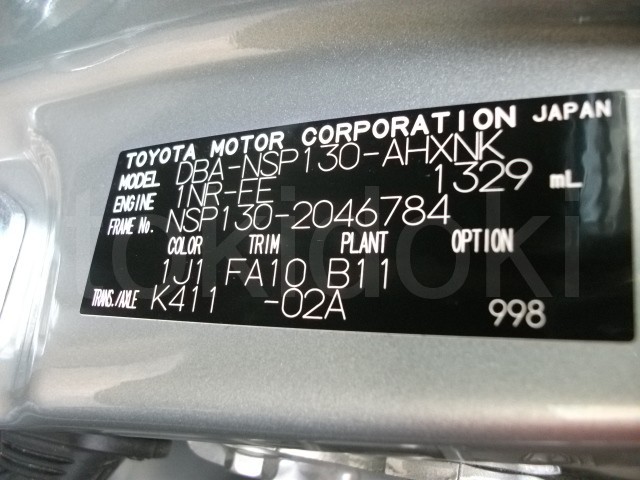 TOYOTA MOTOR CORPORATION JAPAN
MODEL DBA-NSP130-AHXNK
ENGINE 1NR-FE 1329 mL
FRAME No. NSP130-2046784
COLOR TRIM PLANT OPTION
1J1 FA10 B11
TRANS./AXLE K411 -02A 998
tokidoki